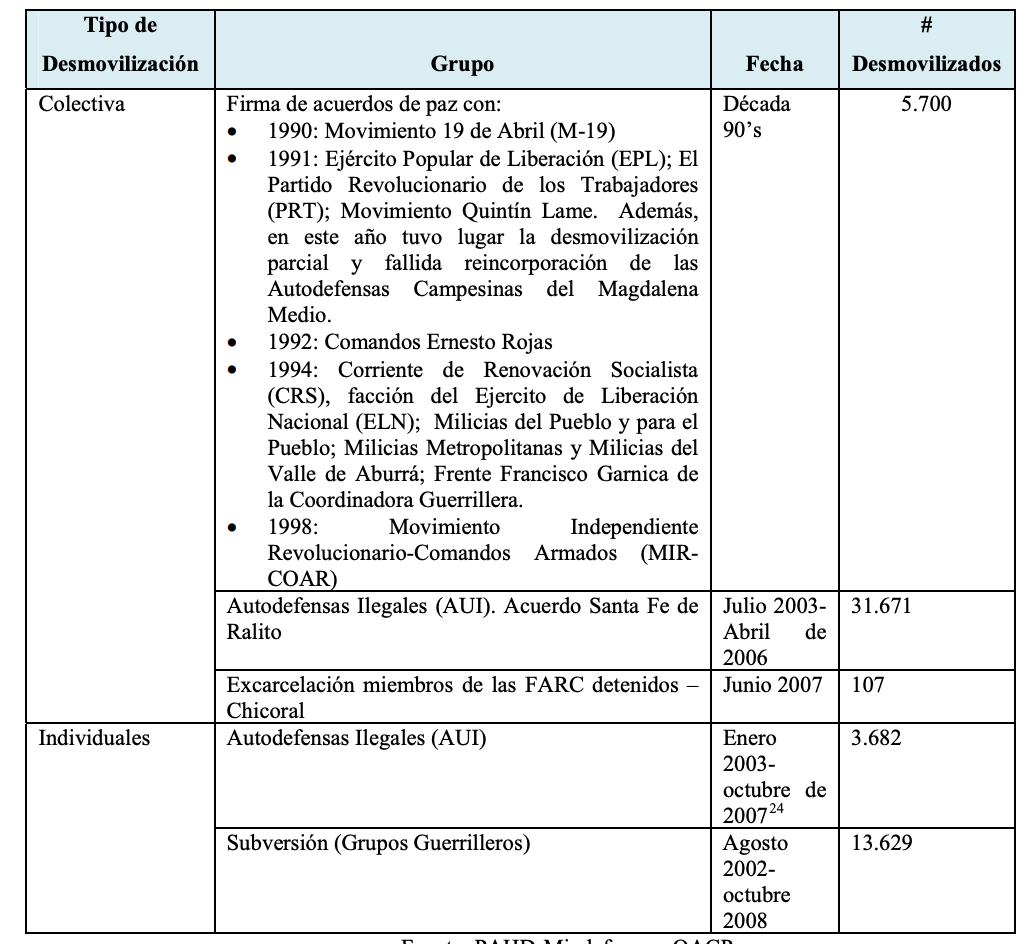 Tipo de
Desmovilización
Grupo
Fecha
#
Desmovilizados
Colectiva
Firma de acuerdos de paz con:
• 1990: Movimiento 19 de Abril (M-19)
• 1991: Ejército Popular de Liberación (EPL); El
Partido Revolucionario de los Trabajadores
(PRT); Movimiento Quintín Lame. Además,
en este año tuvo lugar la desmovilización
parcial y fallida reincorporación de las
Autodefensas Campesinas del Magdalena
Medio.
• 1992: Comandos Ernesto Rojas
• 1994: Corriente de Renovación Socialista
(CRS), facción del Ejercito de Liberación
Nacional (ELN); Milicias del Pueblo y para el
Pueblo; Milicias Metropolitanas y Milicias del
Valle de Aburrá; Frente Francisco Garnica de
la Coordinadora Guerrillera.
• 1998: Movimiento Independiente
Revolucionario-Comandos Armados (MIR-
COAR)
Década
90’s
5.700
Autodefensas Ilegales (AUI). Acuerdo Santa Fe de
Ralito
Julio 2003-
Abril de
2006
31.671
Excarcelación miembros de las FARC detenidos –
Chicoral
Junio 2007
107
Individuales
Autodefensas Ilegales (AUI)
Enero
2003-
octubre de
2007²⁴
3.682
Subversión (Grupos Guerrilleros)
Agosto
2002-
octubre
2008
13.629